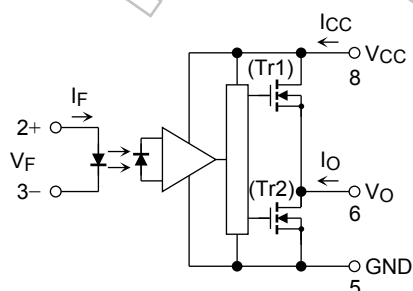 ICC
(Tr1)
VCC
8
IF
2+
VF
3−
IO
(Tr2)
VO
6
GND
5